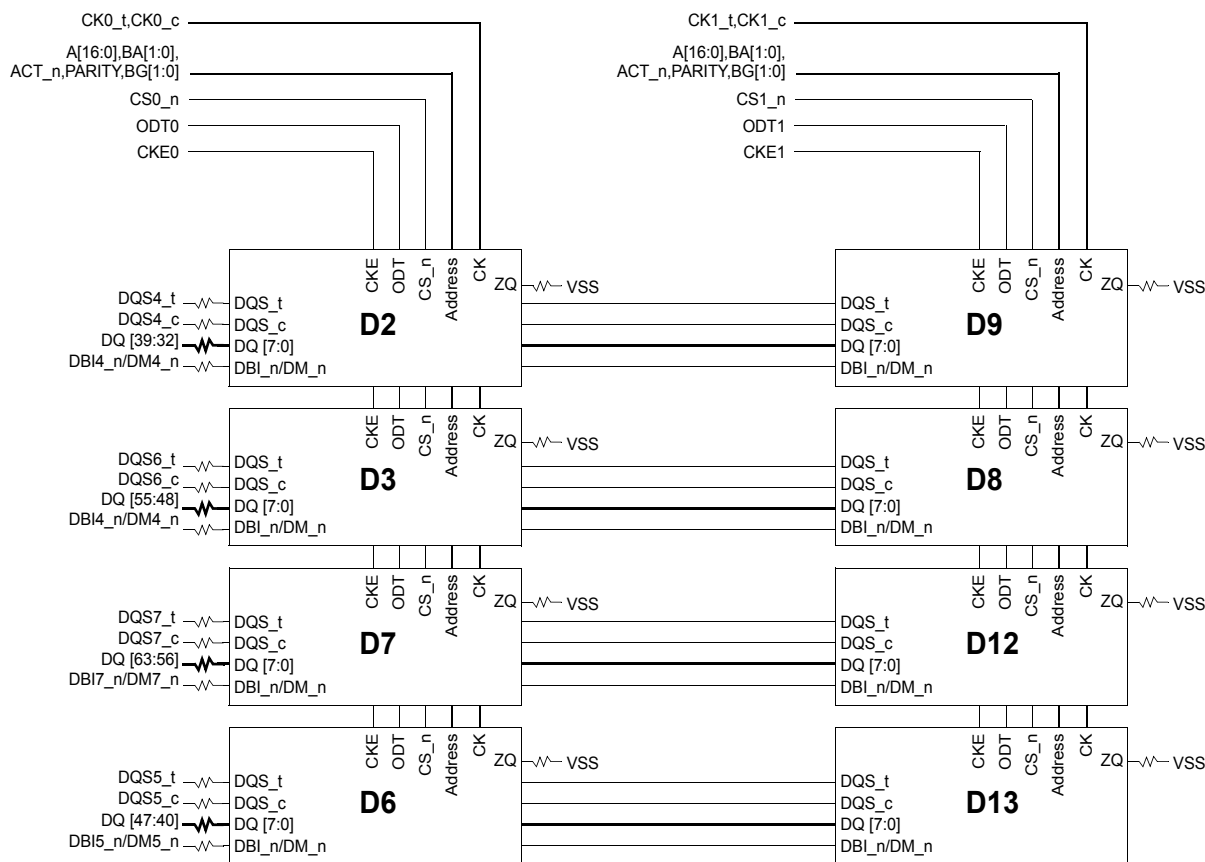 CK0_t,CK0_c
A[16:0],BA[1:0],
ACT_n,PARITY,BG[1:0]
CS0_n
ODT0
CKE0
CK1_t,CK1_c
A[16:0],BA[1:0],
ACT_n,PARITY,BG[1:0]
CS1_n
ODT1
CKE1
DQS4_t
DQS4_c
DQ [39:32]
DBI4_n/DM4_n
CKE
ODT
CS_n
Address
CK
ZQ
VSS
DQS_t
DQS_c
DQ [7:0]
DBI_n/DM_n
D2
CKE
ODT
CS_n
Address
CK
ZQ
VSS
DQS_t
DQS_c
DQ [7:0]
DBI_n/DM_n
D9
DQS6_t
DQS6_c
DQ [55:48]
DBI4_n/DM4_n
CKE
ODT
CS_n
Address
CK
ZQ
VSS
DQS_t
DQS_c
DQ [7:0]
DBI_n/DM_n
D3
CKE
ODT
CS_n
Address
CK
ZQ
VSS
DQS_t
DQS_c
DQ [7:0]
DBI_n/DM_n
D8
DQS7_t
DQS7_c
DQ [63:56]
DBI7_n/DM7_n
CKE
ODT
CS_n
Address
CK
ZQ
VSS
DQS_t
DQS_c
DQ [7:0]
DBI_n/DM_n
D7
CKE
ODT
CS_n
Address
CK
ZQ
VSS
DQS_t
DQS_c
DQ [7:0]
DBI_n/DM_n
D12
DQS5_t
DQS5_c
DQ [47:40]
DBI5_n/DM5_n
CKE
ODT
CS_n
Address
CK
ZQ
VSS
DQS_t
DQS_c
DQ [7:0]
DBI_n/DM_n
D6
CKE
ODT
CS_n
Address
CK
ZQ
VSS
DQS_t
DQS_c
DQ [7:0]
DBI_n/DM_n
D13